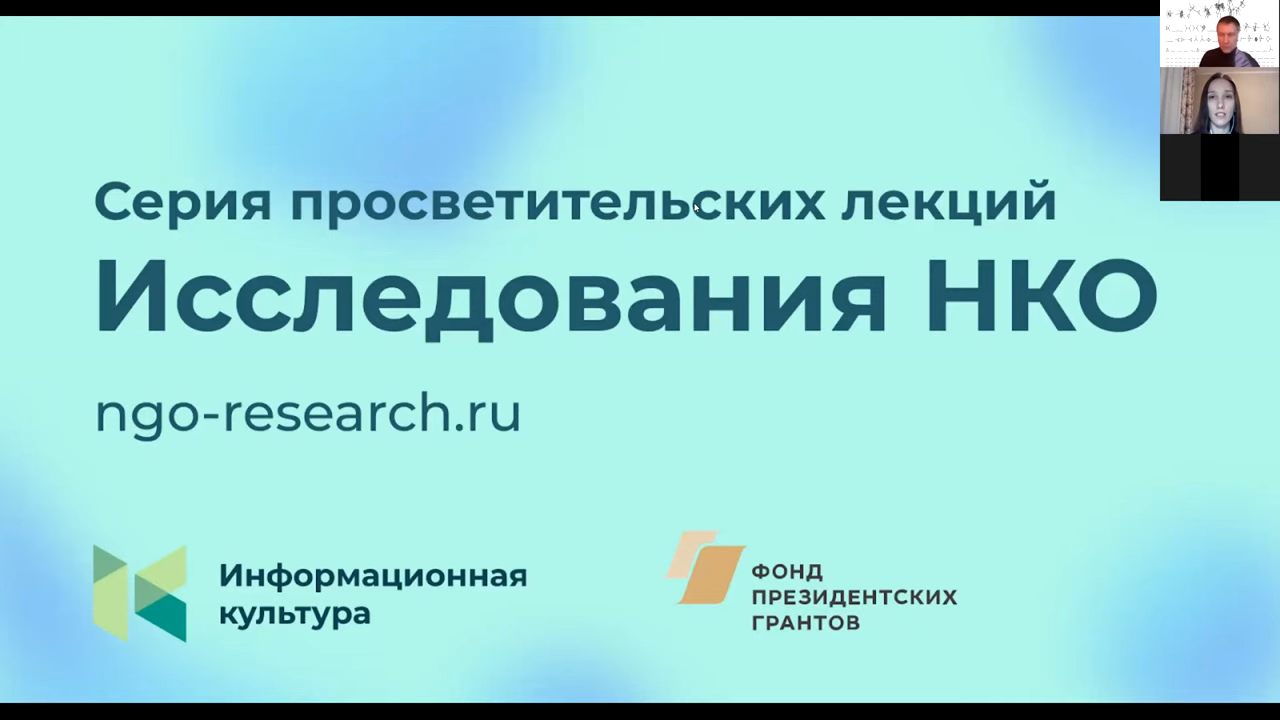 Серия просветительских лекций
Исследования НКО
ngo-research.ru
Информационная
культура
ФОНД
ПРЕЗИДЕНТСКИХ
ГРАНТОВ